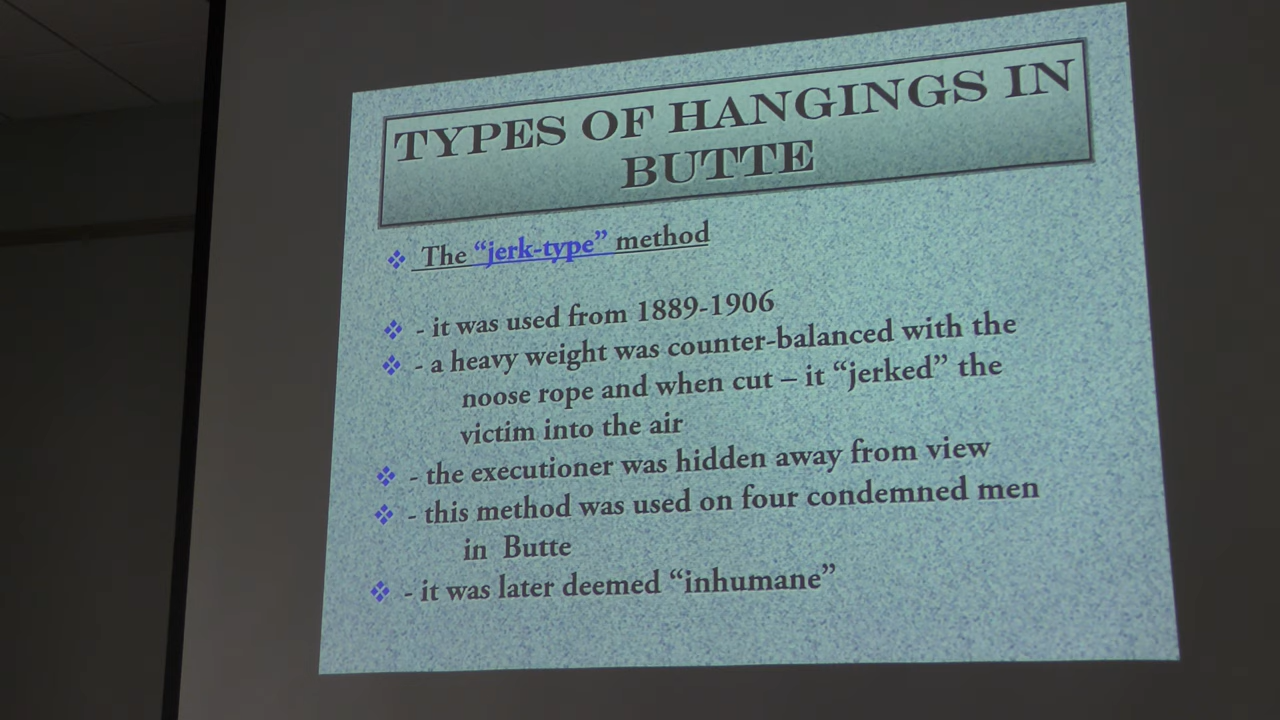 TYPES OF HANGINGS IN
BUTTE
The “jerk-type” method
- it was used from 1889-1906
- a heavy weight was counter-balanced with the
noose rope and when cut – it “jerked” the
victim into the air
- the executioner was hidden away from view
- this method was used on four condemned men
in Butte
- it was later deemed “inhumane”